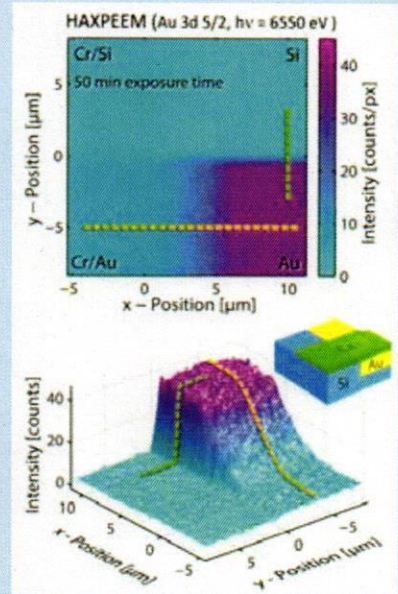 HAXPEEM (Au 3d 5/2, hν = 6550 eV)
Cr/Si Si
50 min exposure time
Cr/Au Au
5
0
-5
y – Position [µm]
-5 0 5 10
x – Position [µm]
40
30
20
10
0
Intensity [counts/px]
Cr
Au
Si
40
20
0
Intensity [counts]
10 5 0 -5
x - Position [µm]
5 0 -5
y - Position [µm]